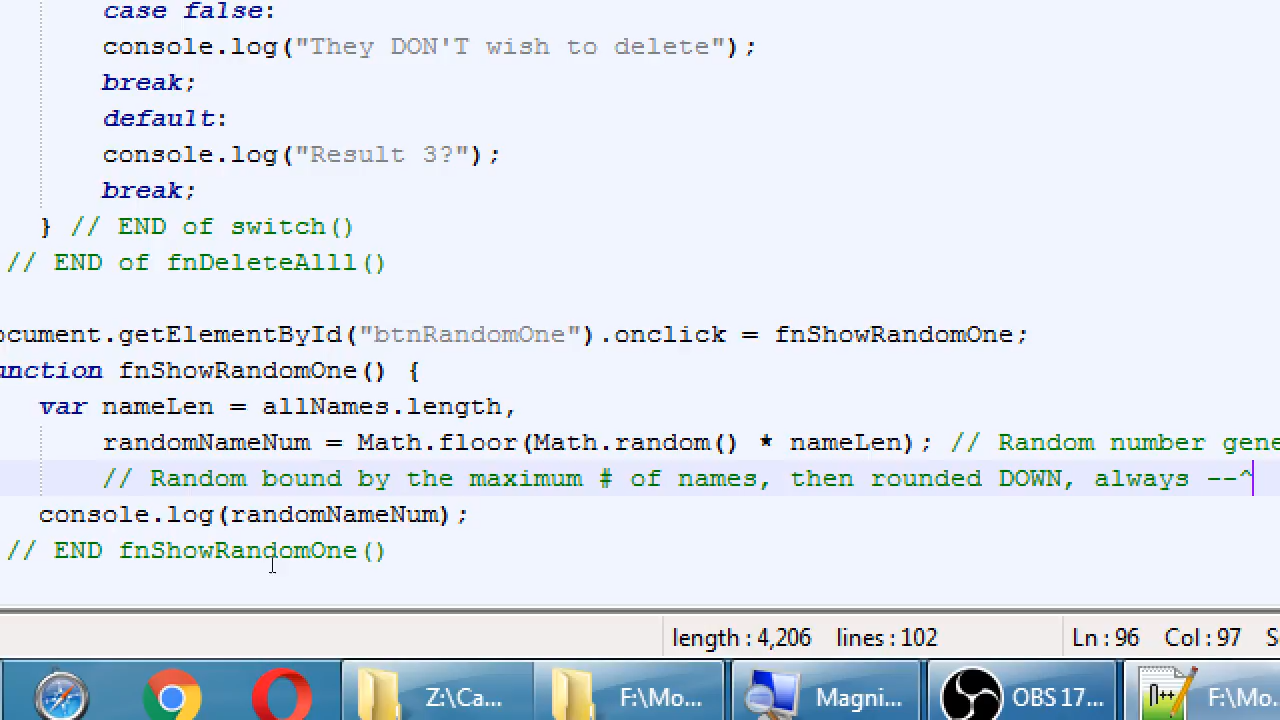 case false:
console.log("They DON'T wish to delete");
break;
default:
console.log("Result 3?");
break;
} // END of switch()
// END of fnDeleteAlll()
ocument.getElementById("btnRandomOne").onclick = fnShowRandomOne;
unction fnShowRandomOne() {
var nameLen = allNames.length,
randomNameNum = Math.floor(Math.random() * nameLen); // Random number gene
// Random bound by the maximum # of names, then rounded DOWN, always --^
console.log(randomNameNum);
// END fnShowRandomOne()
length : 4,206 lines : 102 Ln : 96 Col : 97 S
Z:\Ca... F:\Mo... Magni... OBS 17... F:\Mo...